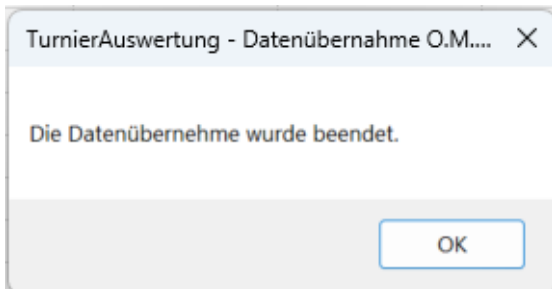 TurnierAuswertung - Datenübernahme O.M....
Die Datenübernehme wurde beendet.
OK